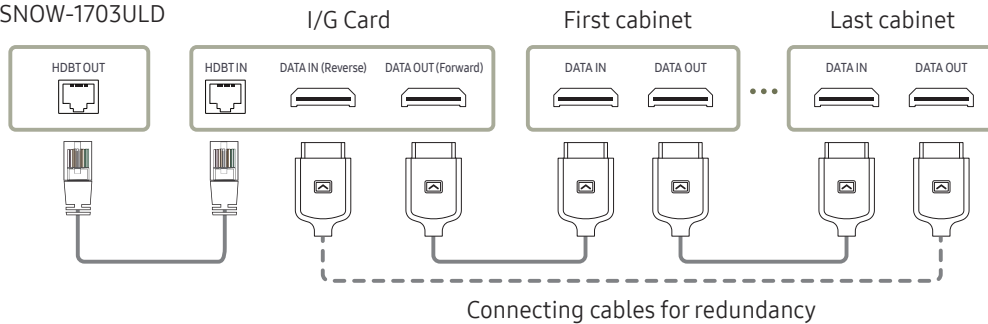 SNOW-1703ULD
I/G Card
First cabinet
Last cabinet
HDBT OUT
HDBT IN
DATA IN (Reverse)
DATA OUT (Forward)
DATA IN
DATA OUT
DATA IN
DATA OUT
Connecting cables for redundancy